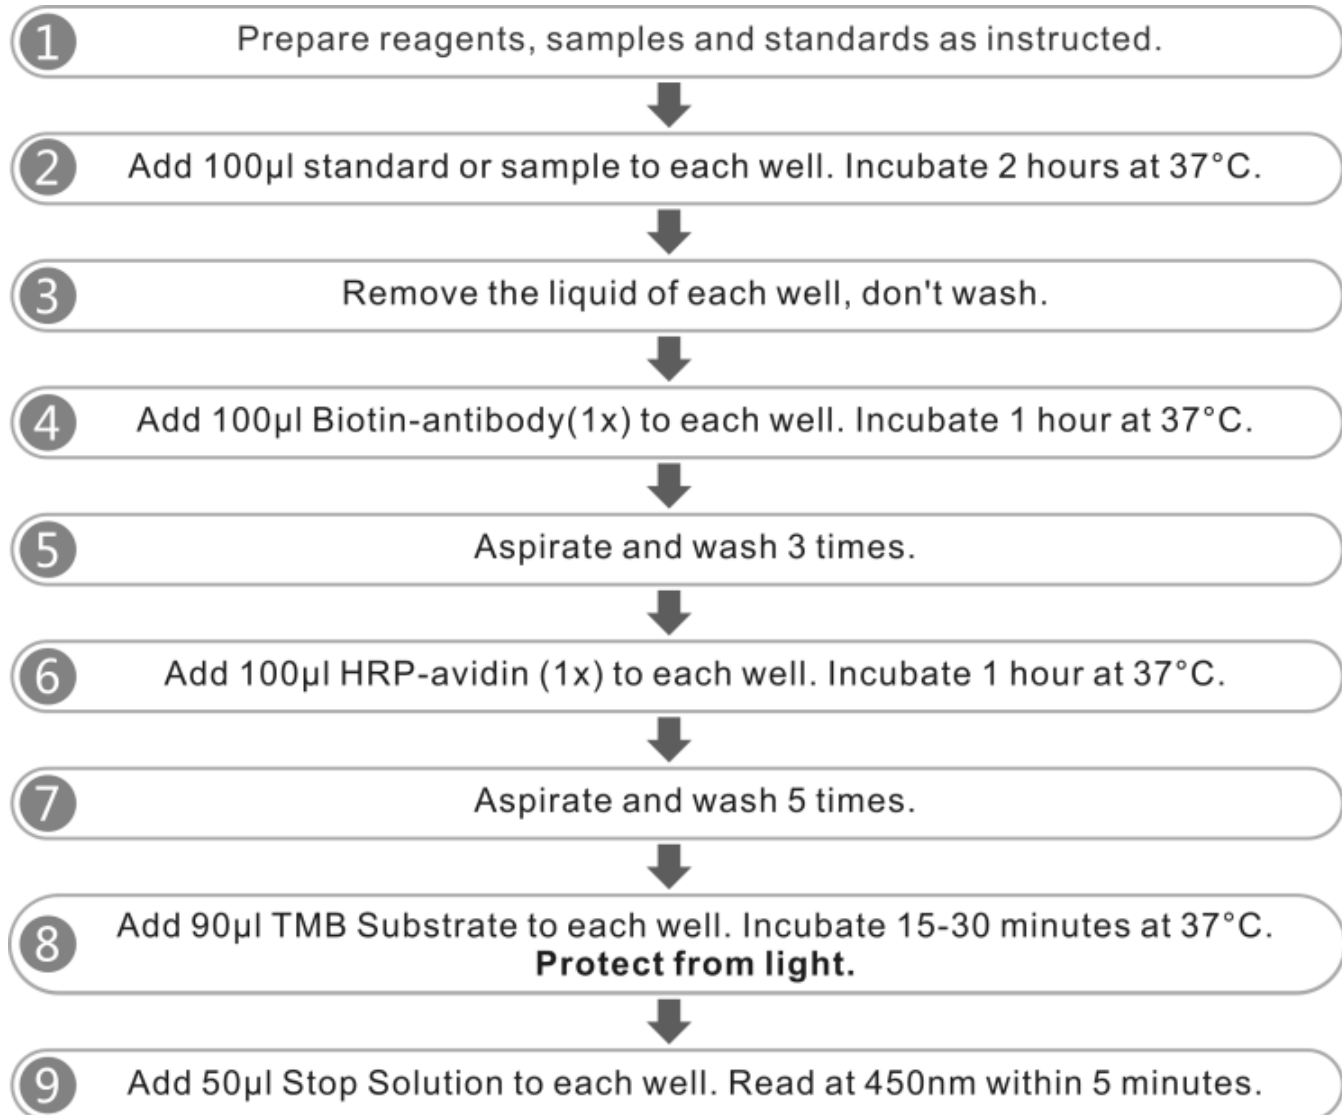 1 Prepare reagents, samples and standards as instructed.
2 Add 100µl standard or sample to each well. Incubate 2 hours at 37°C.
3 Remove the liquid of each well, don't wash.
4 Add 100µl Biotin-antibody(1x) to each well. Incubate 1 hour at 37°C.
5 Aspirate and wash 3 times.
6 Add 100µl HRP-avidin (1x) to each well. Incubate 1 hour at 37°C.
7 Aspirate and wash 5 times.
8 Add 90µl TMB Substrate to each well. Incubate 15-30 minutes at 37°C.
Protect from light.
9 Add 50µl Stop Solution to each well. Read at 450nm within 5 minutes.